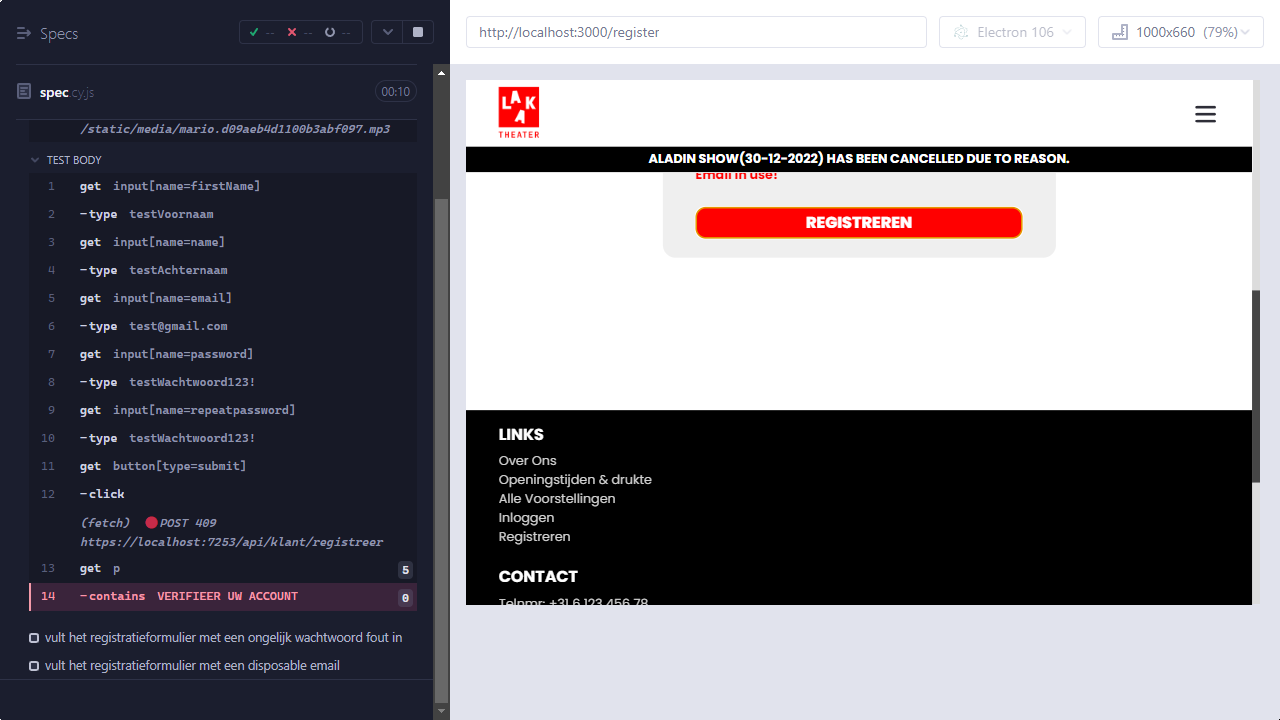 Specs
--
--
--
spec.cy.js
00:10
/static/media/mario.d09aeb4d1100b3abf097.mp3
TEST BODY
1 get input[name=firstName]
2 -type testVoornaam
3 get input[name=name]
4 -type testAchternaam
5 get input[name=email]
6 -type test@gmail.com
7 get input[name=password]
8 -type testWachtwoord123!
9 get input[name=repeatpassword]
10 -type testWachtwoord123!
11 get button[type=submit]
12 -click
(fetch) POST 409
https://localhost:7253/api/klant/registreer
13 get p 5
14 -contains VERIFIEER UW ACCOUNT 0
vult het registratieformulier met een ongelijk wachtwoord fout in
vult het registratieformulier met een disposable email
http://localhost:3000/register
Electron 106
1000x660 (79%)
LAKA
THEATER
ALADIN SHOW(30-12-2022) HAS BEEN CANCELLED DUE TO REASON.
Email in use!
REGISTREREN
LINKS
Over Ons
Openingstijden & drukte
Alle Voorstellingen
Inloggen
Registreren
CONTACT
Telnmr: +31 6 123 456 78